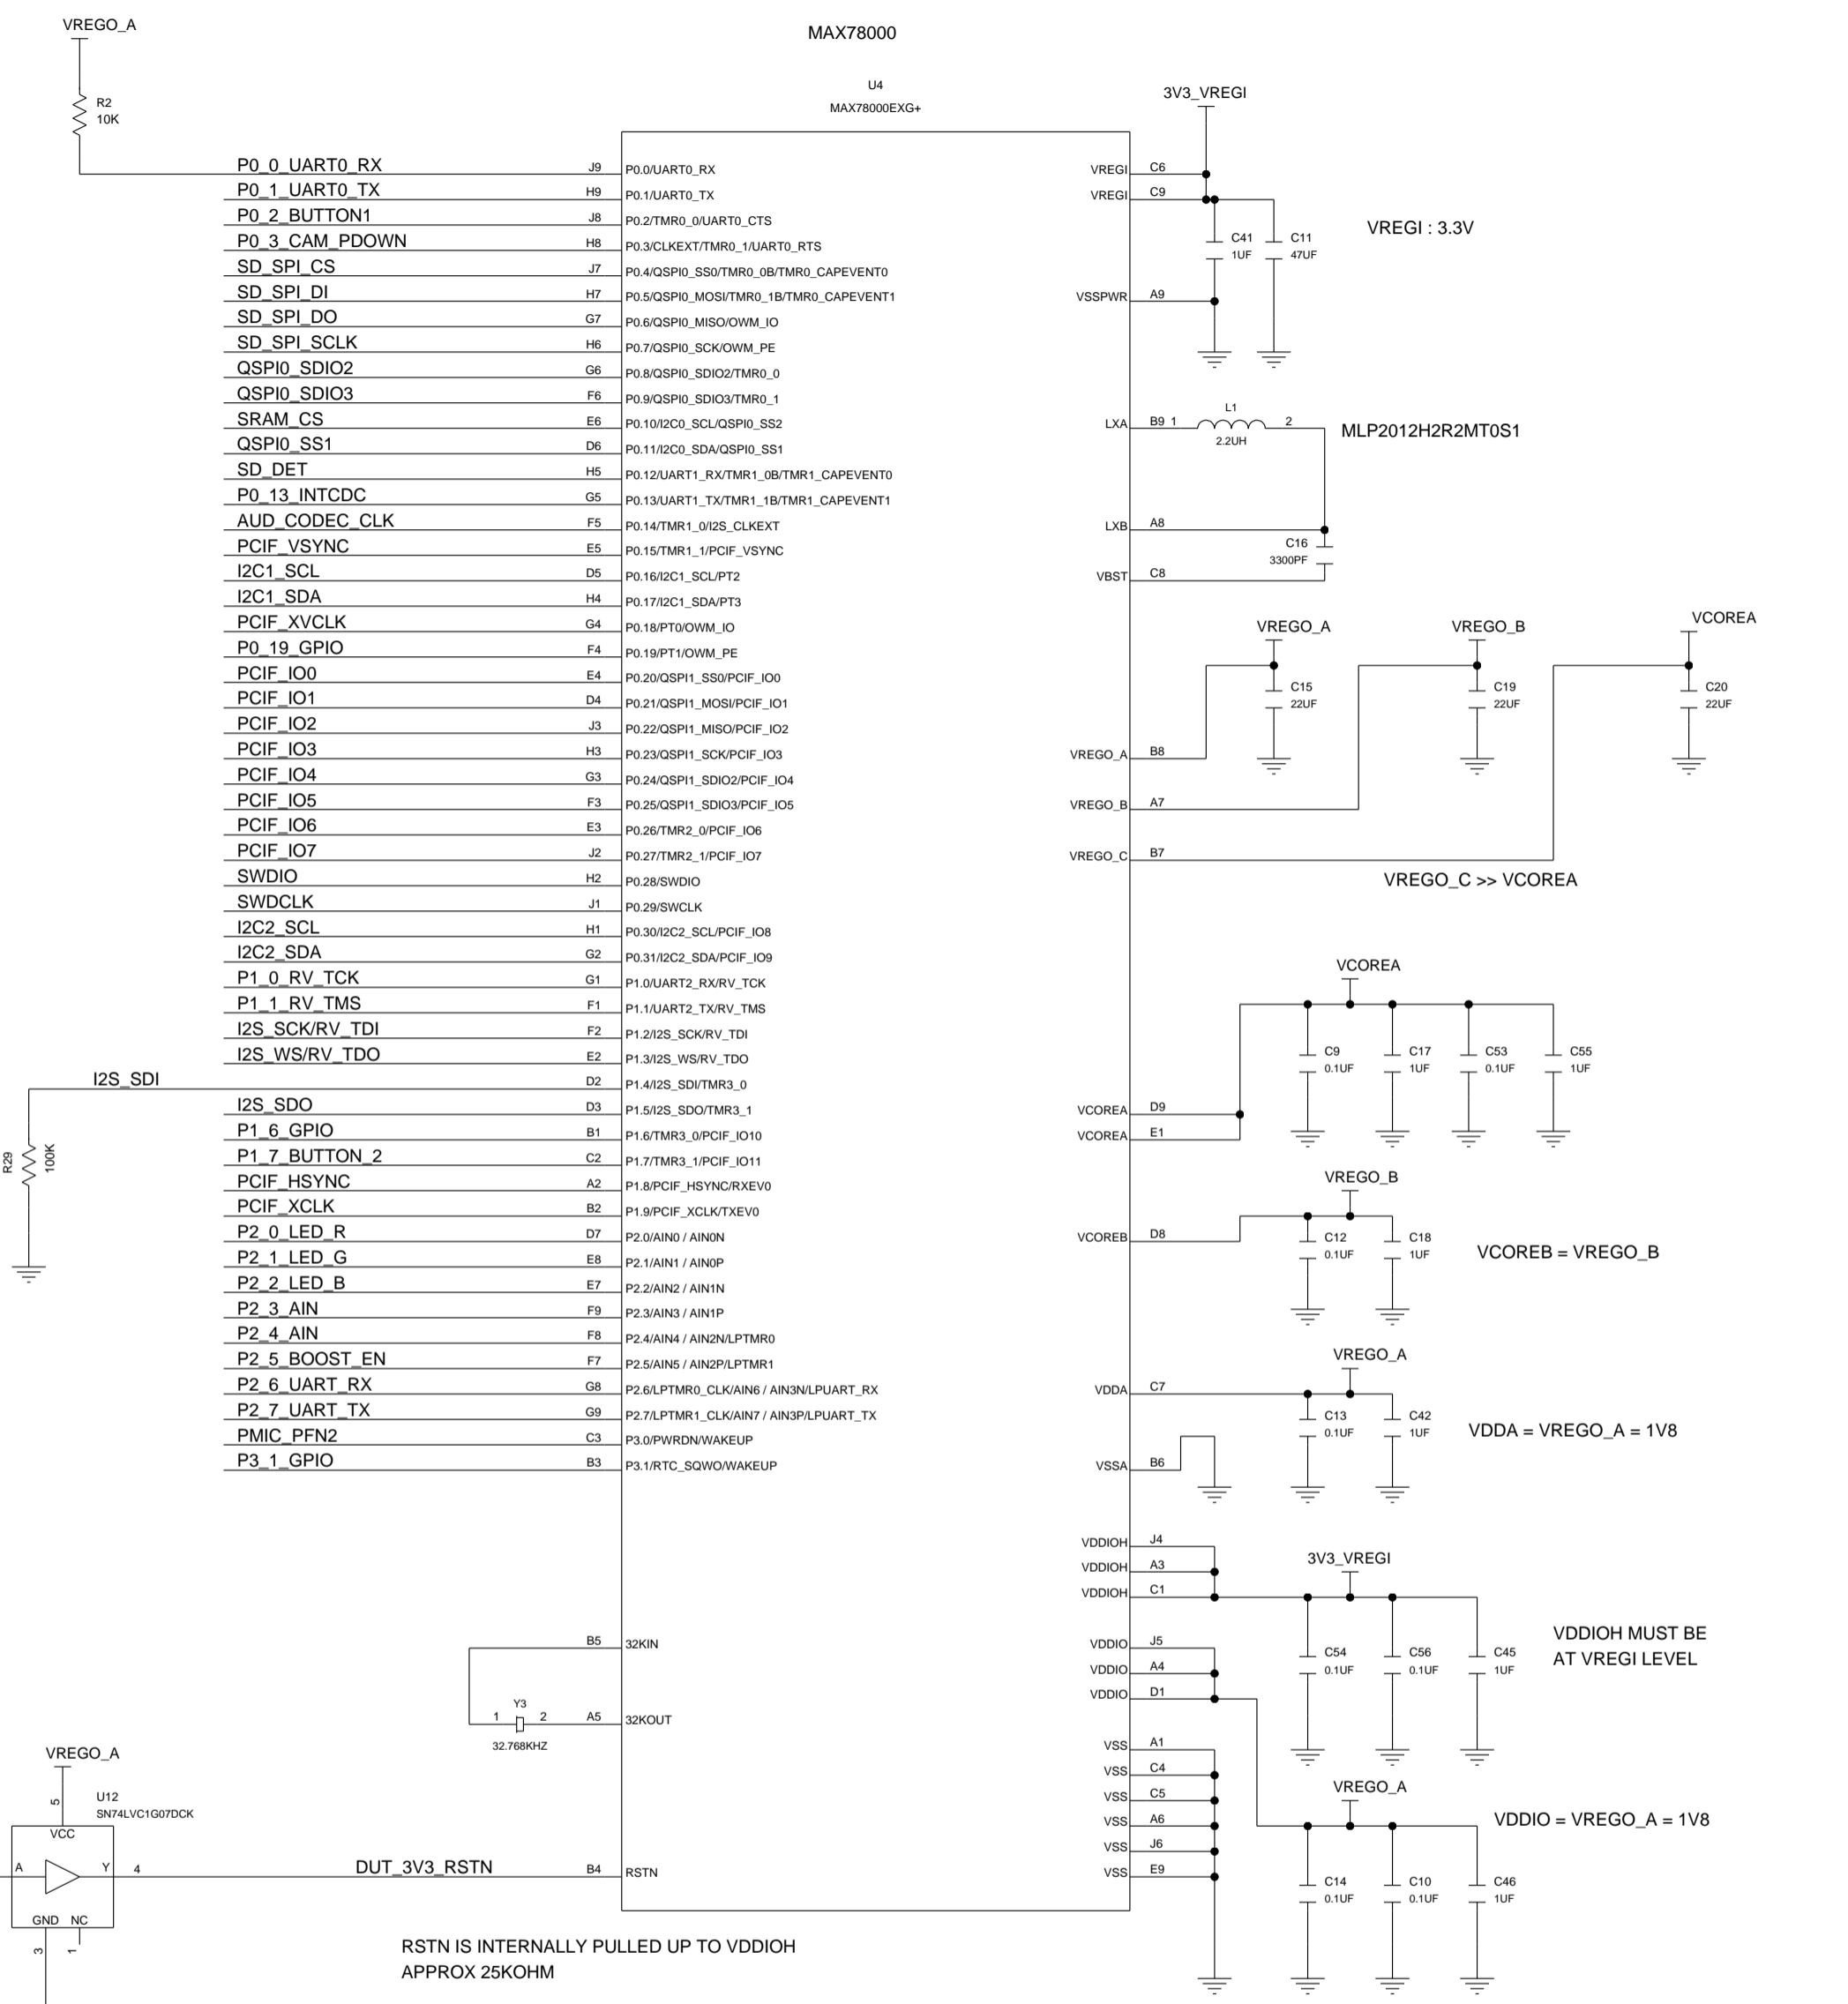 VREGO_A
MAX78000
U4
MAX78000EXG+
R2
10K
P0_0_UART0_RX J9 P0.0/UART0_RX
P0_1_UART0_TX H9 P0.1/UART0_TX
P0_2_BUTTON1 J8 P0.2/TMR0_0/UART0_CTS
P0_3_CAM_PDOWN H8 P0.3/CLKEXT/TMR0_1/UART0_RTS
SD_SPI_CS J7 P0.4/QSPI0_SS0/TMR0_0B/TMR0_CAPEVENT0
SD_SPI_DI H7 P0.5/QSPI0_MOSI/TMR0_1B/TMR0_CAPEVENT1
SD_SPI_DO G7 P0.6/QSPI0_MISO/OWM_IO
SD_SPI_SCLK H6 P0.7/QSPI0_SCK/OWM_PE
QSPI0_SDIO2 G6 P0.8/QSPI0_SDIO2/TMR0_0
QSPI0_SDIO3 F6 P0.9/QSPI0_SDIO3/TMR0_1
SRAM_CS E6 P0.10/I2C0_SCL/QSPI0_SS2
QSPI0_SS1 D6 P0.11/I2C0_SDA/QSPI0_SS1
SD_DET H5 P0.12/UART1_RX/TMR1_0B/TMR1_CAPEVENT0
P0_13_INTCDC G5 P0.13/UART1_TX/TMR1_1B/TMR1_CAPEVENT1
AUD_CODEC_CLK F5 P0.14/TMR1_0/I2S_CLKEXT
PCIF_VSYNC E5 P0.15/TMR1_1/PCIF_VSYNC
I2C1_SCL D5 P0.16/I2C1_SCL/PT2
I2C1_SDA H4 P0.17/I2C1_SDA/PT3
PCIF_XVCLK G4 P0.18/PT0/OWM_IO
P0_19_GPIO F4 P0.19/PT1/OWM_PE
PCIF_IO0 E4 P0.20/QSPI1_SS0/PCIF_IO0
PCIF_IO1 D4 P0.21/QSPI1_MOSI/PCIF_IO1
PCIF_IO2 J3 P0.22/QSPI1_MISO/PCIF_IO2
PCIF_IO3 H3 P0.23/QSPI1_SCK/PCIF_IO3
PCIF_IO4 G3 P0.24/QSPI1_SDIO2/PCIF_IO4
PCIF_IO5 F3 P0.25/QSPI1_SDIO3/PCIF_IO5
PCIF_IO6 E3 P0.26/TMR2_0/PCIF_IO6
PCIF_IO7 J2 P0.27/TMR2_1/PCIF_IO7
SWDIO H2 P0.28/SWDIO
SWDCLK J1 P0.29/SWCLK
I2C2_SCL H1 P0.30/I2C2_SCL/PCIF_IO8
I2C2_SDA G2 P0.31/I2C2_SDA/PCIF_IO9
P1_0_RV_TCK G1 P1.0/UART2_RX/RV_TCK
P1_1_RV_TMS F1 P1.1/UART2_TX/RV_TMS
I2S_SCK/RV_TDI F2 P1.2/I2S_SCK/RV_TDI
I2S_WS/RV_TDO E2 P1.3/I2S_WS/RV_TDO
I2S_SDI D2 P1.4/I2S_SDI/TMR3_0
I2S_SDO D3 P1.5/I2S_SDO/TMR3_1
P1_6_GPIO B1 P1.6/TMR3_0/PCIF_IO10
P1_7_BUTTON_2 C2 P1.7/TMR3_1/PCIF_IO11
PCIF_HSYNC A2 P1.8/PCIF_HSYNC/RXEV0
PCIF_XCLK B2 P1.9/PCIF_XCLK/TXEV0
P2_0_LED_R D7 P2.0/AIN0 / AIN0N
P2_1_LED_G E8 P2.1/AIN1 / AIN0P
P2_2_LED_B E7 P2.2/AIN2 / AIN1N
P2_3_AIN F9 P2.3/AIN3 / AIN1P
P2_4_AIN F8 P2.4/AIN4 / AIN2N/LPTMR0
P2_5_BOOST_EN F7 P2.5/AIN5 / AIN2P/LPTMR1
P2_6_UART_RX G8 P2.6/LPTMR0_CLK/AIN6 / AIN3N/LPUART_RX
P2_7_UART_TX G9 P2.7/LPTMR1_CLK/AIN7 / AIN3P/LPUART_TX
PMIC_PFN2 C3 P3.0/PWRDN/WAKEUP
P3_1_GPIO B3 P3.1/RTC_SQWO/WAKEUP
R29
100K
B5 32KIN
Y3
1 2 A5 32KOUT
32.768KHZ
VREGO_A
5
U12
SN74LVC1G07DCK
VCC
A Y 4 DUT_3V3_RSTN B4 RSTN
GND NC
3 1
RSTN IS INTERNALLY PULLED UP TO VDDIOH
APPROX 25KOHM
3V3_VREGI
VREGI C6
VREGI C9
C41
1UF
C11
47UF
VREGI : 3.3V
VSSPWR A9
L1
LXA B9 1 2
2.2UH
MLP2012H2R2MT0S1
LXB A8
C16
3300PF
VBST C8
VREGO_A
C15
22UF
VREGO_B
C19
22UF
VCOREA
C20
22UF
VREGO_A B8
VREGO_B A7
VREGO_C B7
VREGO_C >> VCOREA
VCOREA
C9
0.1UF
C17
1UF
C53
0.1UF
C55
1UF
VCOREA D9
VCOREA E1
VREGO_B
VCOREB D8
C12
0.1UF
C18
1UF
VCOREB = VREGO_B
VREGO_A
VDDA C7
C13
0.1UF
C42
1UF
VDDA = VREGO_A = 1V8
VSSA B6
VDDIOH J4
VDDIOH A3
VDDIOH C1
3V3_VREGI
C54
0.1UF
C56
0.1UF
C45
1UF
VDDIOH MUST BE
AT VREGI LEVEL
VDDIO J5
VDDIO A4
VDDIO D1
VSS A1
VSS C4
VSS C5
VSS A6
VSS J6
VSS E9
VREGO_A
VDDIO = VREGO_A = 1V8
C14
0.1UF
C10
0.1UF
C46
1UF